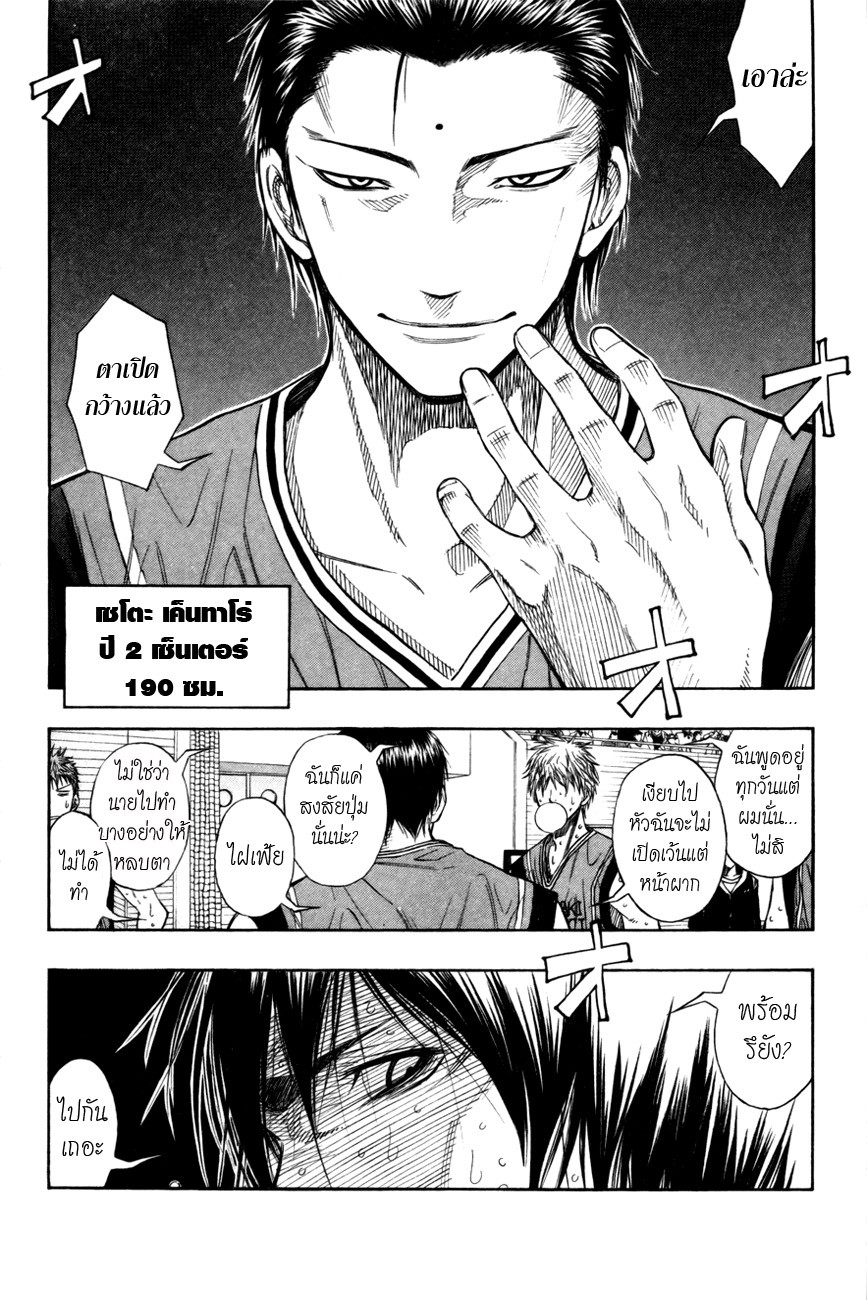 เอาล่ะ
オ
オ
ตาเปิด
กว้างแล้ว
เซโตะ เค็นทาโร่
ปี 2 เซ็นเตอร์
190 ซม.
オ
ฉันพูดอยู่
ทุกวันแต่
ผมนั่น...
ไม่สิ
เงียบไป
หัวฉันจะไม่
เปิดเว้นแต่
หน้าผาก
ฉันก็แค่
สงสัยปุ่ม
นั่นน่ะ?
ไฝเฟ้ย
ไม่ใช่ว่า
นายไปทำ
บางอย่างให้
หลบตา
ไม่ได้
ทำ
オ
พร้อม
รึยัง?
ไปกัน
เถอะ